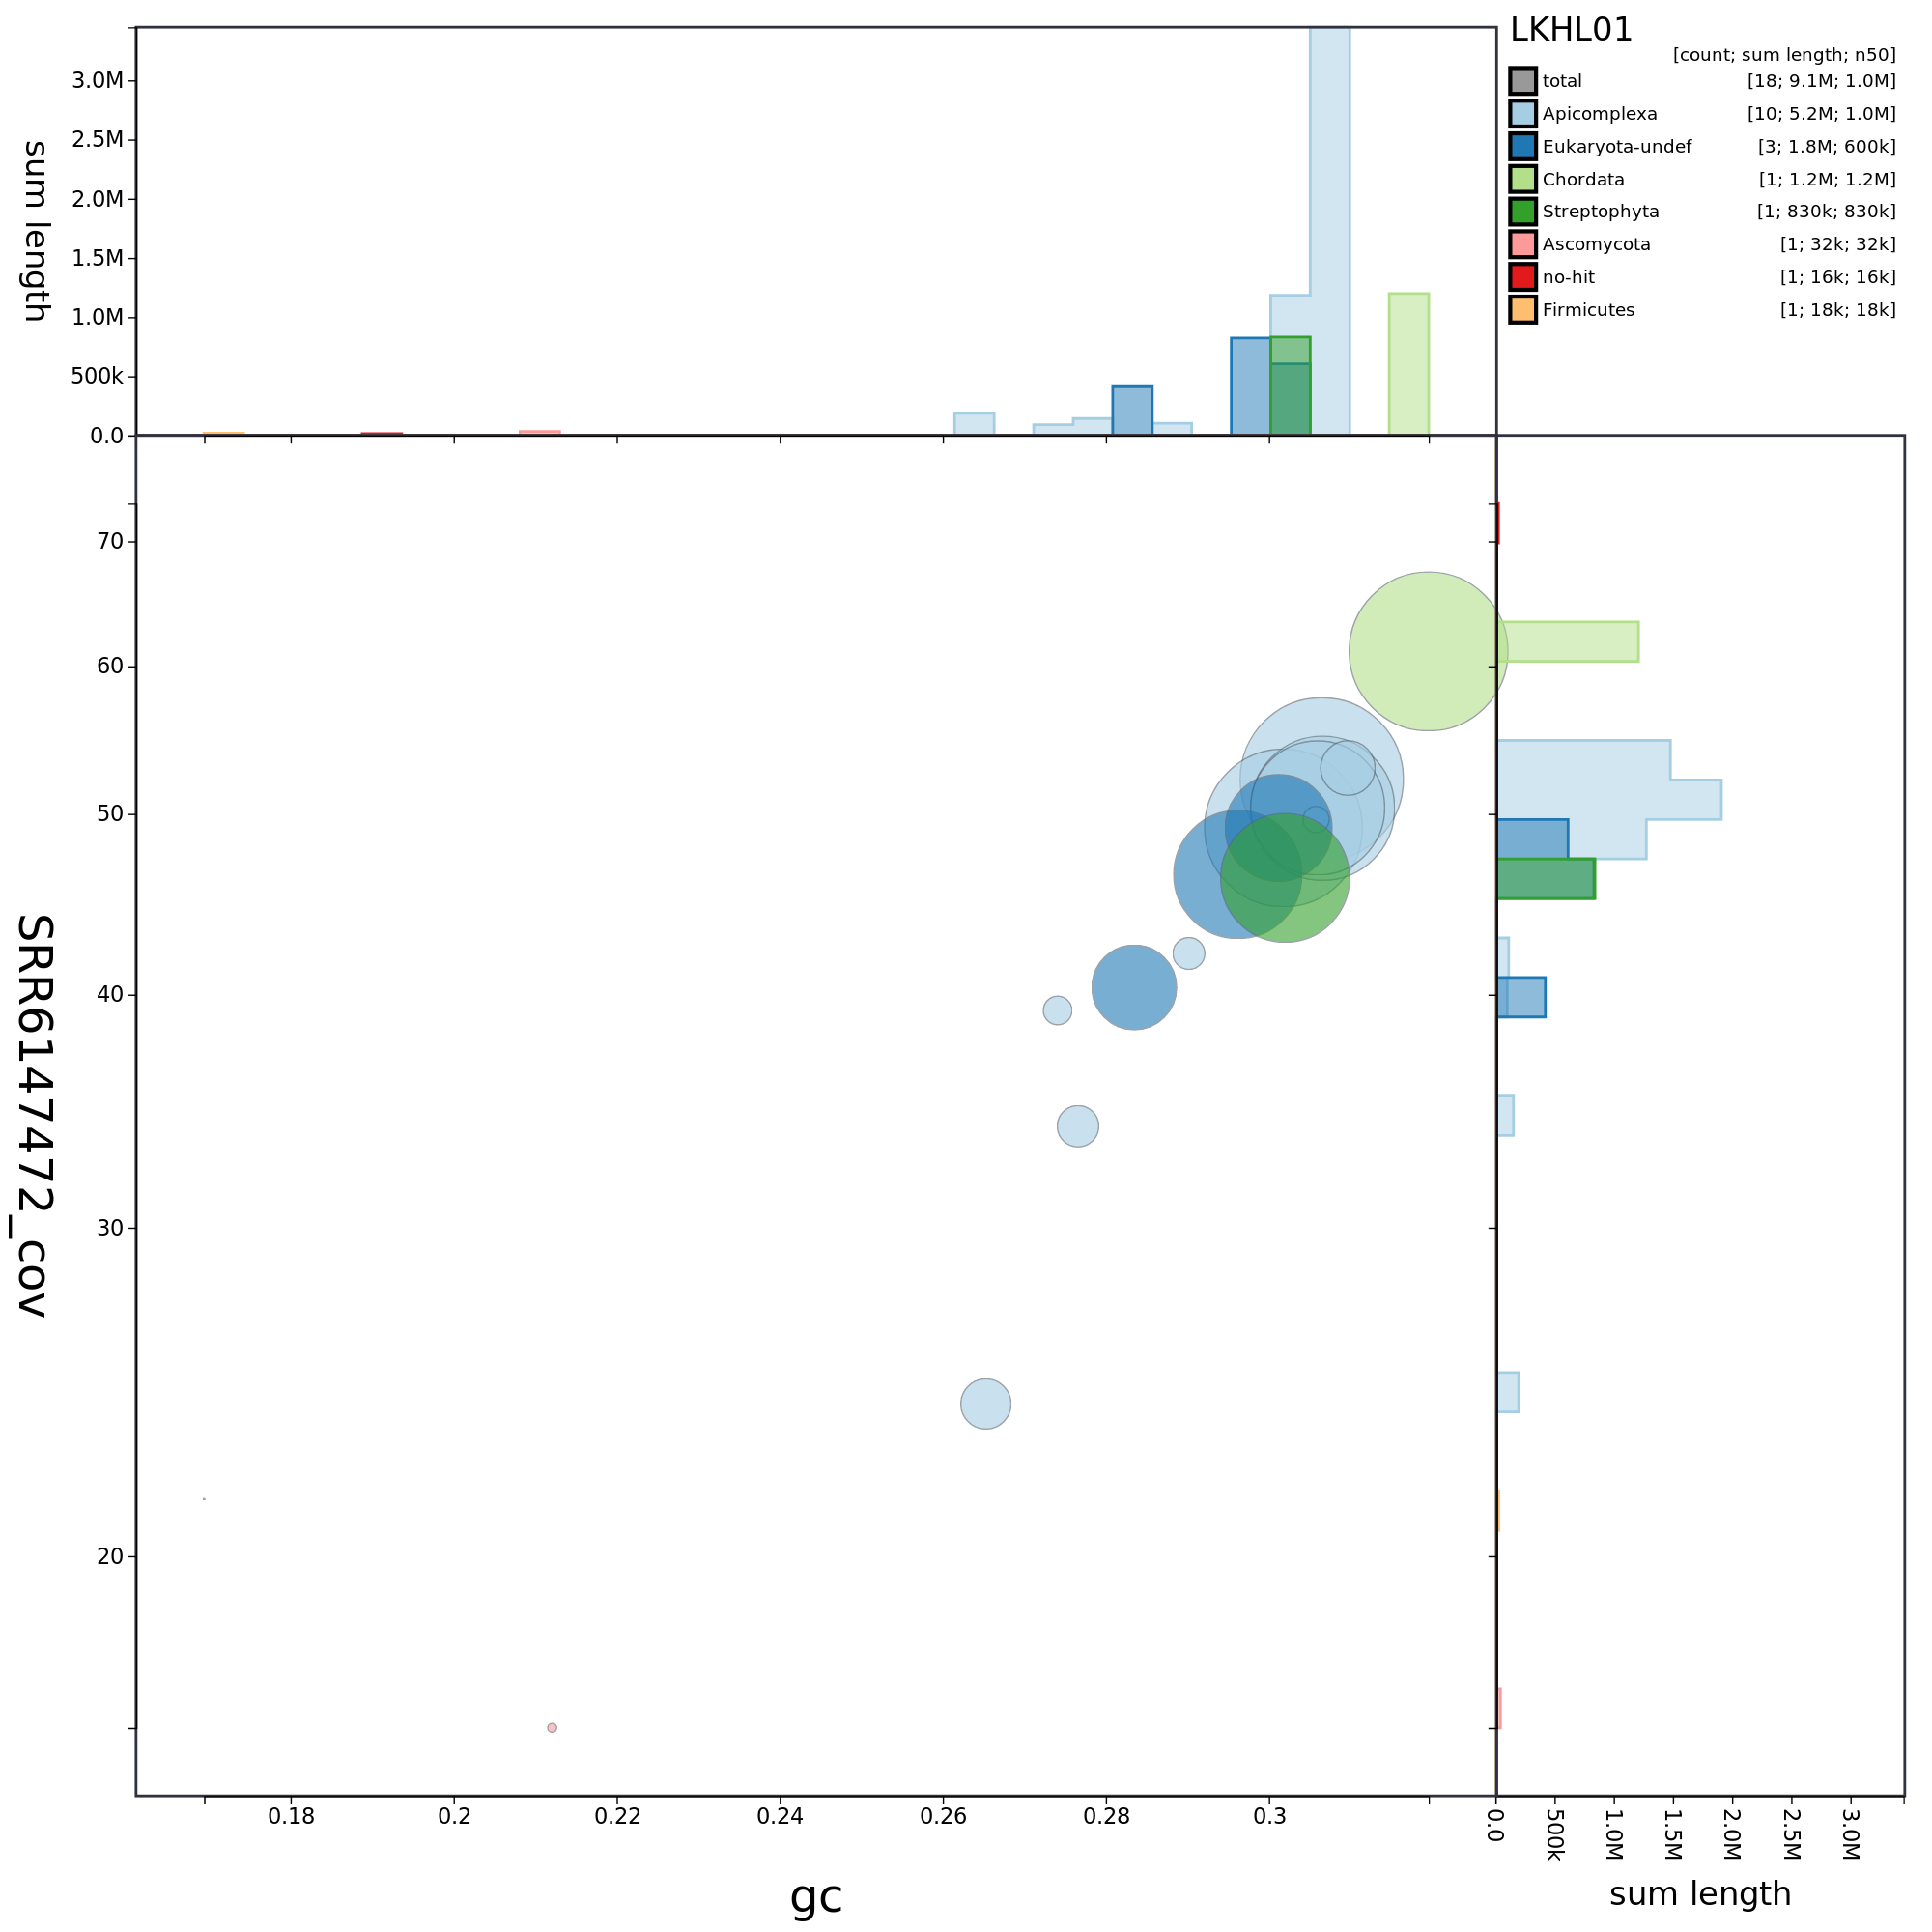 LKHL01
[count; sum length; n50]
total [18; 9.1M; 1.0M]
Apicomplexa [10; 5.2M; 1.0M]
Eukaryota-undef [3; 1.8M; 600k]
Chordata [1; 1.2M; 1.2M]
Streptophyta [1; 830k; 830k]
Ascomycota [1; 32k; 32k]
no-hit [1; 16k; 16k]
Firmicutes [1; 18k; 18k]
sum length
3.0M
2.5M
2.0M
1.5M
1.0M
500k
0.0
SRR6147472_cov
70
60
50
40
30
20
0.18 0.2 0.22 0.24 0.26 0.28 0.3
gc
0.0 500k 1.0M 1.5M 2.0M 2.5M 3.0M
sum length